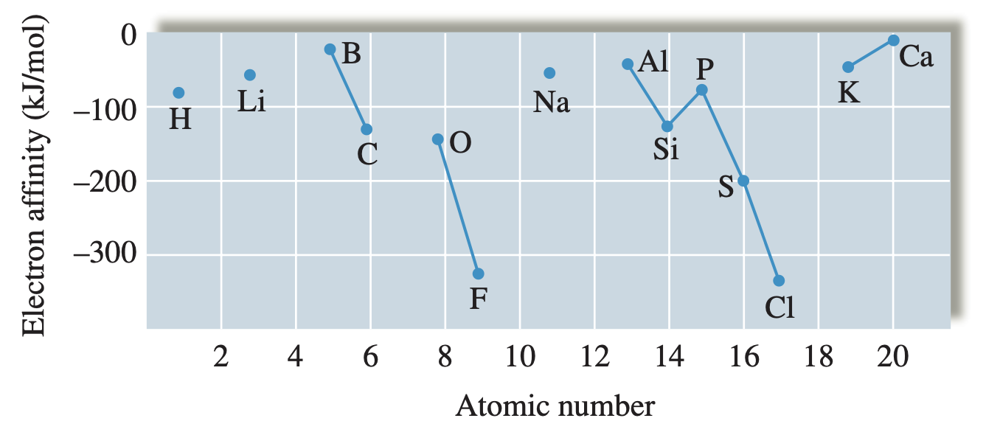 Electron affinity (kJ/mol)
0
–100
–200
–300
H
Li
B
C
O
F
Na
Al
Si
P
S
Cl
K
Ca
2 4 6 8 10 12 14 16 18 20
Atomic number